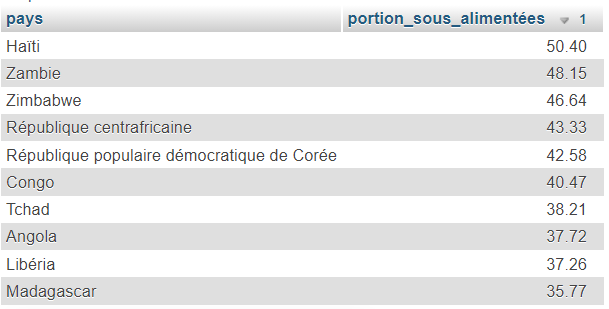 pays portion_sous_alimentées 1
Haïti 50.40
Zambie 48.15
Zimbabwe 46.64
République centrafricaine 43.33
République populaire démocratique de Corée 42.58
Congo 40.47
Tchad 38.21
Angola 37.72
Libéria 37.26
Madagascar 35.77